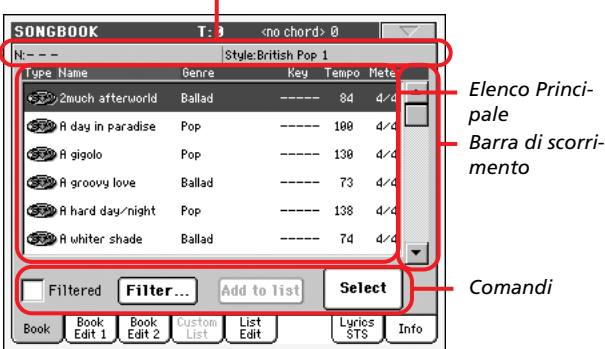 SONGBOOK T: 0 <no chord> 0
N:--- Style:British Pop 1
Type Name Genre Key Tempo Mete
2much afterworld Ballad ----- 84 4/4
A day in paradise Pop ----- 100 4/4
A gigolo Pop ----- 130 4/4
A groovy love Ballad ----- 73 4/4
A hard day/night Pop ----- 138 4/4
A whiter shade Ballad ----- 74 4/4
Elenco Princi-
pale
Barra di scorri-
mento
Filtered Filter... Add to list Select
Comandi
Book Book Edit 1 Book Edit 2 Custom List List Edit Lyrics STS Info